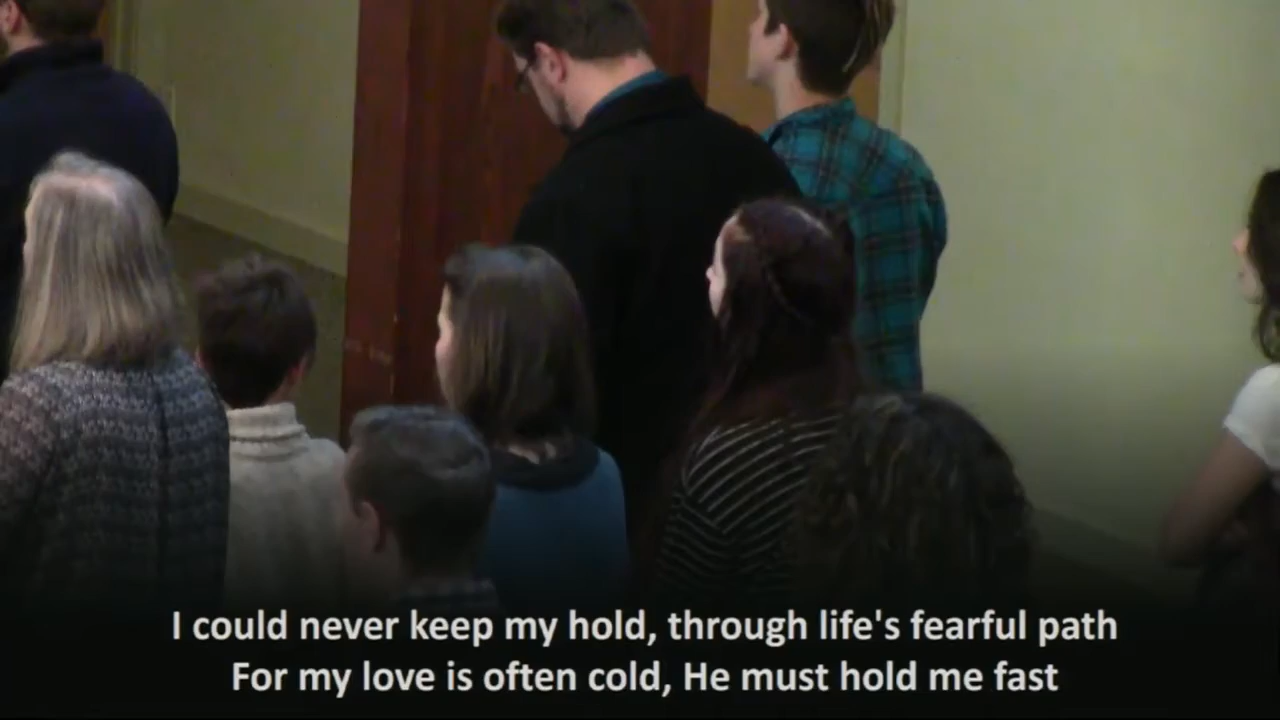 I could never keep my hold, through life's fearful path
For my love is often cold, He must hold me fast